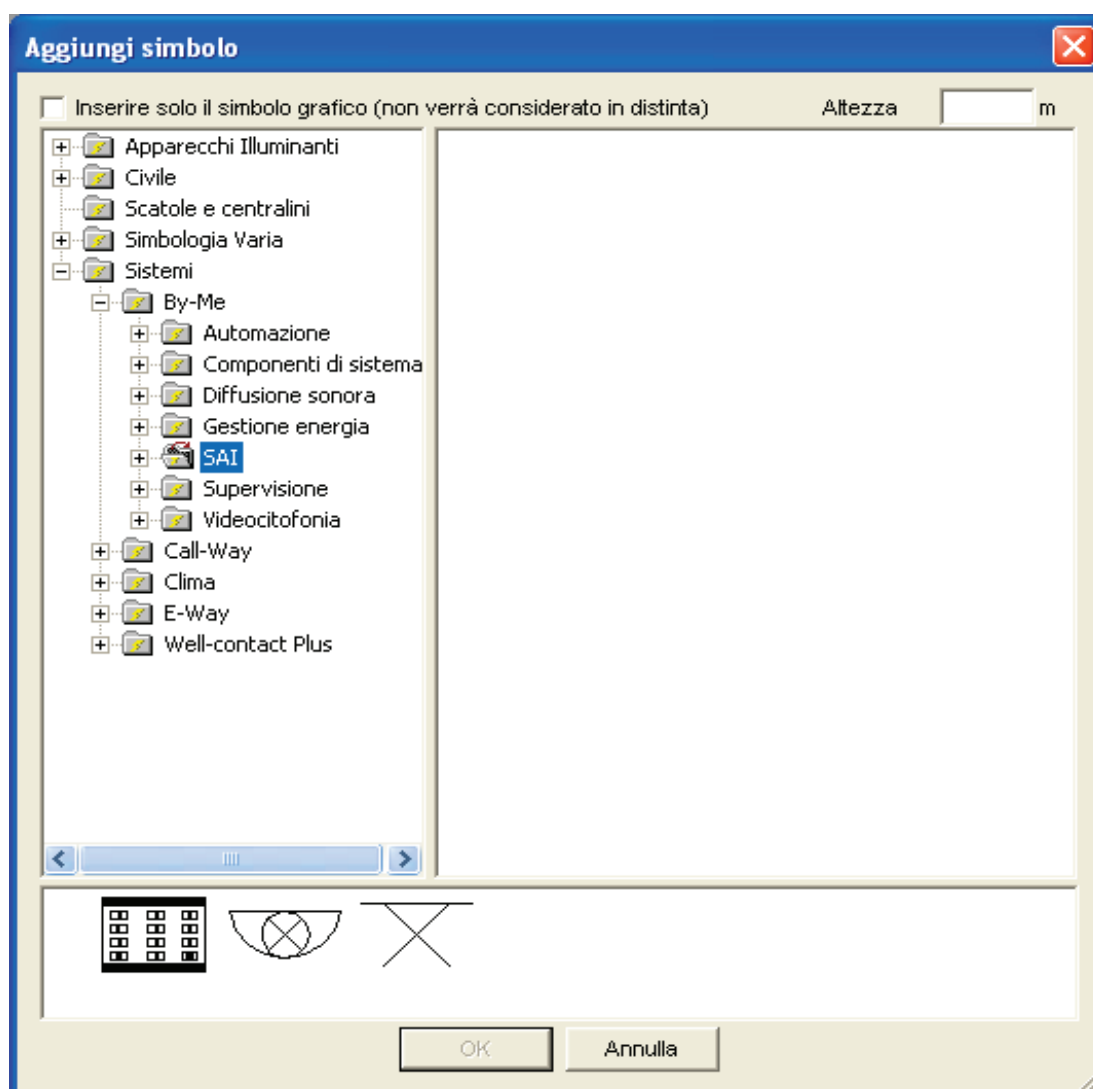 Aggiungi simbolo
Inserire solo il simbolo grafico (non verrà considerato in distinta) Altezza m
Apparecchi Illuminanti
Civile
Scatole e centralini
Simbologia Varia
Sistemi
By-Me
Automazione
Componenti di sistema
Diffusione sonora
Gestione energia
SAI
Supervisione
Videocitofonia
Call-Way
Clima
E-Way
Well-contact Plus
OK Annulla